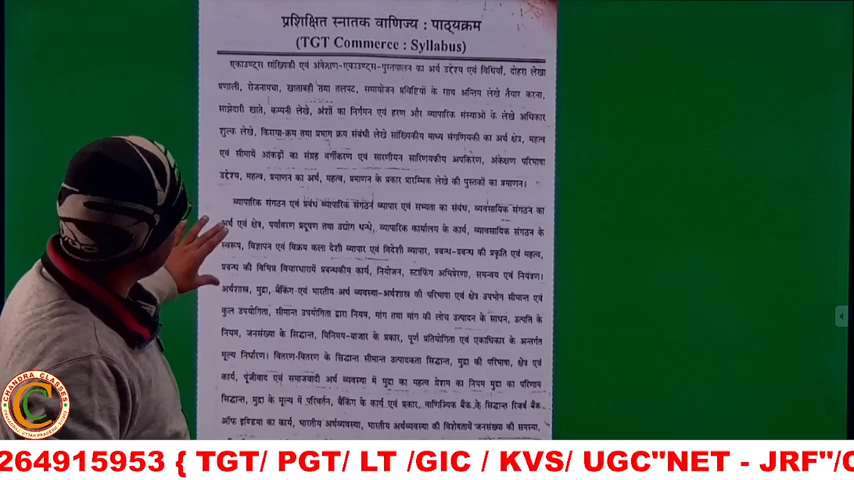 प्रशिक्षित स्नातक वाणिज्य : पाठ्यक्रम
(TGT Commerce : Syllabus)
एकाउण्ट्स सांख्यिकी एवं अंकेक्षण-एकाउण्ट्स-पुस्तपालन का अर्थ उद्देश्य एवं विधियाँ, दोहरा लेखा
प्रणाली, रोजनामचा, खाताबही तथा तलपट, समायोजन प्रविष्टियों के साथ अन्तिम लेखे तैयार करना,
साझेदारी खाते, कम्पनी लेखे, अंशों का निर्गमन एवं हरण और व्यापारिक संस्थाओं के लेखे अधिकार
शुल्क लेखे, किराया-क्रय तथा प्रमाग क्रय संबंधी लेखे सांख्यिकीय माध्य संगणियकी का अर्थ क्षेत्र, महत्व
एवं सीमायें आंकड़ों का संग्रह वर्गीकरण एवं सारणीयन सारिणयकीय अपकिरण, अंकेक्षण परिभाषा
उद्देश्य, महत्व, प्रमाणन का अर्थ, महत्व, प्रमाणन के प्रकार प्रारम्भिक लेखे की पुस्तकों का प्रमाणन।
व्यापारिक संगठन एवं प्रबंध व्यापारिक संगठन व्यापार एवं सभ्यता का संबंध, व्यवसायिक संगठन का
अर्थ एवं क्षेत्र, पर्यावरण प्रदूषण तथा उद्योग धन्धे, व्यापारिक कार्यालय के कार्य, व्यावसायिक संगठन के
स्वरूप, विज्ञापन एवं विक्रय कला देशी व्यापार एवं विदेशी व्यापार, प्रबन्ध-प्रबन्ध की प्रकृति एवं महत्व,
प्रबन्ध की विभिन्न विचारधारायें प्रबन्धकीय कार्य, नियोजन, स्टाफिंग अभिप्रेरणा, समन्वय एवं नियंत्रण।
अर्थशास्त्र, मुद्रा, बैंकिंग-एवं भारतीय अर्थ व्यवस्था-अर्थशास्त्र की परिभाषा एवं क्षेत्र उपभोग सीमान्त एवं
कुल उपयोगिता, सीमान्त उपयोगिता ह्रास नियम, मांग तथा मांग की लोच उत्पादन के साधन, उत्पत्ति के
नियम, जनसंख्या के सिद्धान्त, विनिमय-बाजार के प्रकार, पूर्ण प्रतियोगिता एवं एकाधिकार के अन्तर्गत
मूल्य निर्धारण। वितरण-वितरण के सिद्धान्त सीमान्त उत्पादकता सिद्धान्त, मुद्रा की परिभाषा, क्षेत्र एवं
कार्य, पूंजीवाद एवं समाजवादी अर्थ व्यवस्था में मुद्रा का महत्व ग्रेशम का नियम मुद्रा का परिणाम
सिद्धान्त, मुद्रा के मूल्य में परिवर्तन, बैंकिंग के कार्य एवं प्रकार, वाणिज्यिक बैंक के सिद्धान्त रिजर्व बैंक
ऑफ इण्डिया का कार्य, भारतीय अर्थव्यवस्था, भारतीय अर्थव्यवस्था की विशेषतायें जनसंख्या की समस्या,
CHANDRA CLASSES
264915953 { TGT/ PGT/ LT /GIC / KVS/ UGC"NET - JRF"/C